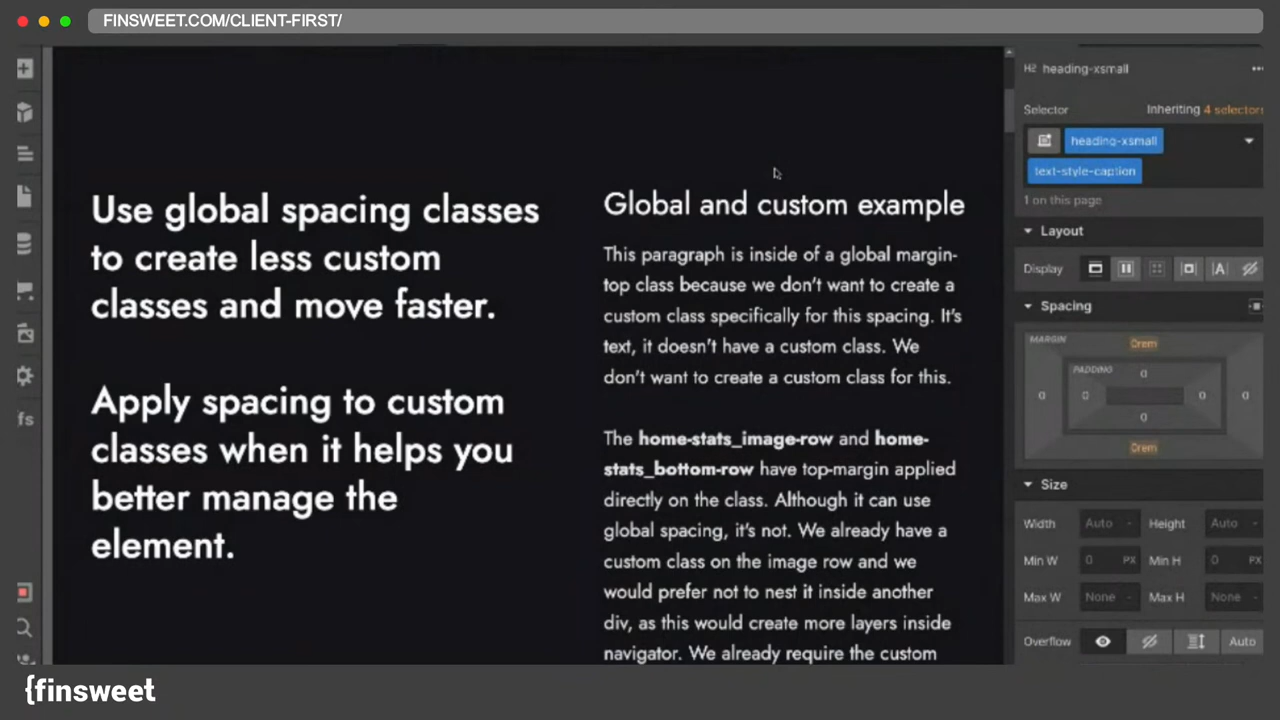 FINSWEET.COM/CLIENT-FIRST/
Use global spacing classes
to create less custom
classes and move faster.
Apply spacing to custom
classes when it helps you
better manage the
element.
Global and custom example
This paragraph is inside of a global margin-
top class because we don't want to create a
custom class specifically for this spacing. It's
text, it doesn't have a custom class. We
don't want to create a custom class for this.
The home-stats_image-row and home-
stats_bottom-row have top-margin applied
directly on the class. Although it can use
global spacing, it's not. We already have a
custom class on the image row and we
would prefer not to nest it inside another
div, as this would create more layers inside
navigator. We already require the custom
H2 heading-xsmall
Selector Inheriting 4 selectors
heading-xsmall
text-style-caption
1 on this page
Layout
Display
Spacing
MARGIN 0rem
PADDING 0
0 0 0 0
0
0rem
Size
Width Auto - Height Auto -
Min W 0 PX Min H 0 PX
Max W None - Max H None -
Overflow Auto
fs
{finsweet